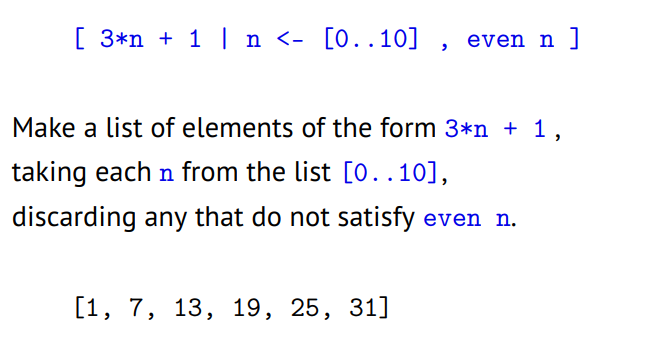 [ 3*n + 1 | n <- [0..10] , even n ]
Make a list of elements of the form 3*n + 1 ,
taking each n from the list [0..10],
discarding any that do not satisfy even n.
[1, 7, 13, 19, 25, 31]